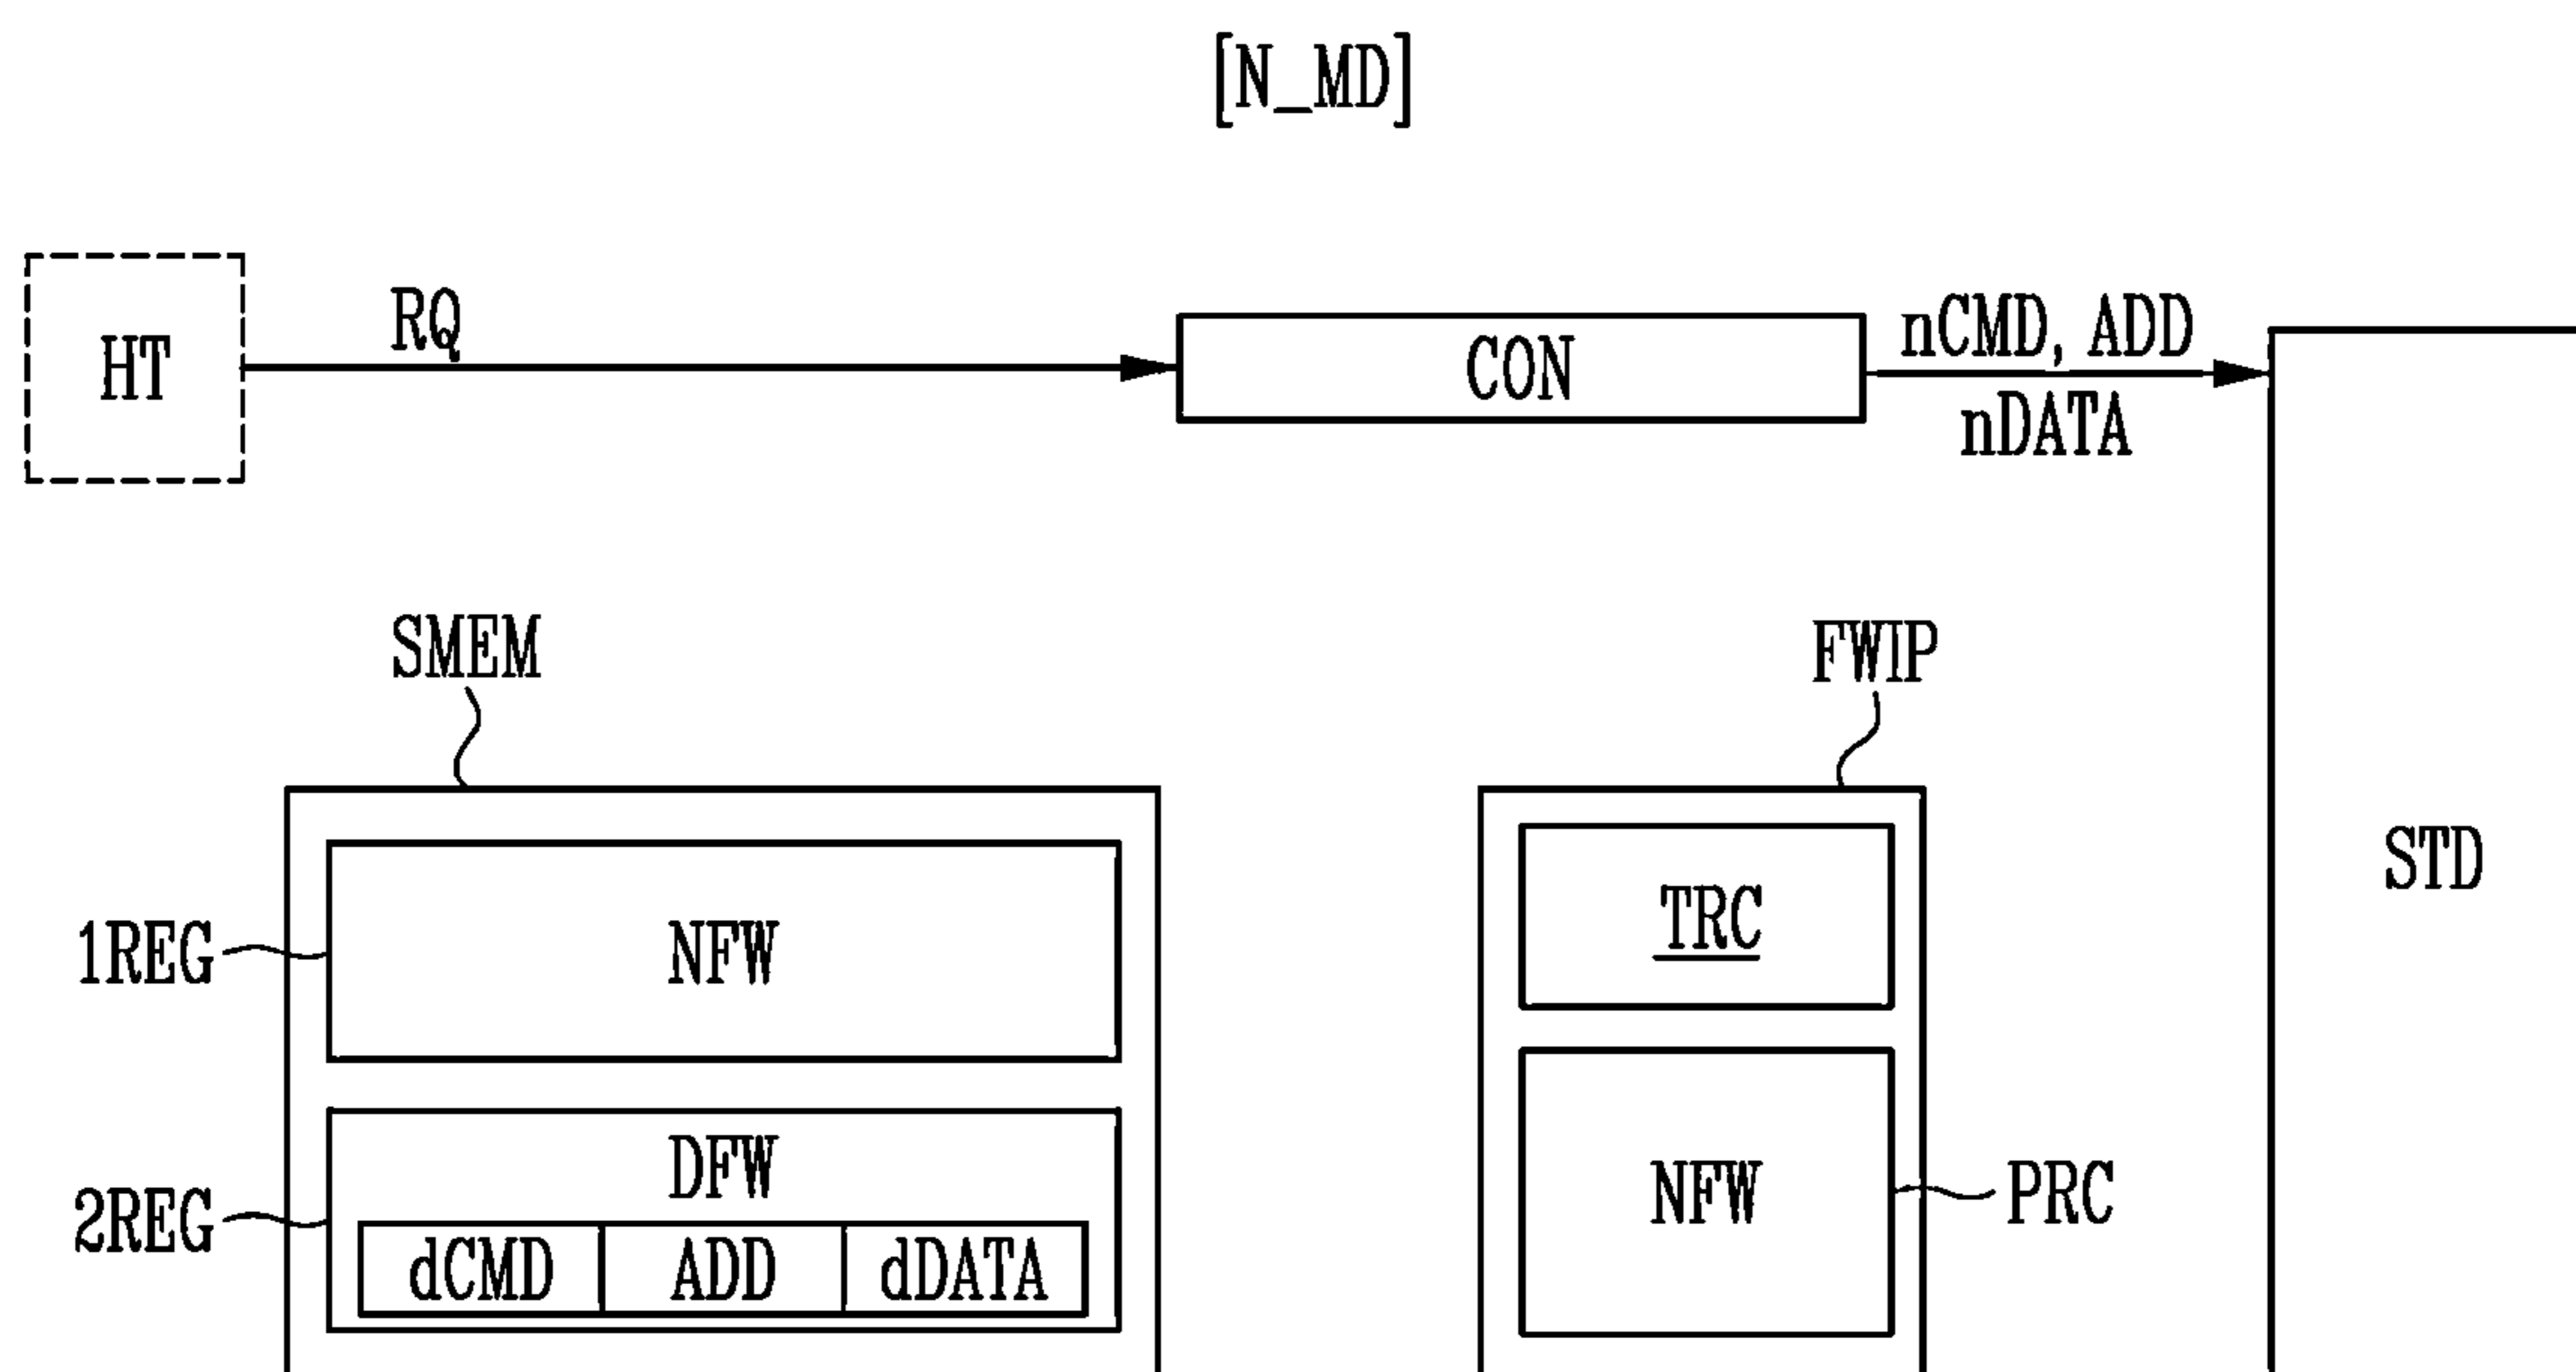 [N_MD]
HT
RQ
CON
nCMD, ADD
nDATA
SMEM
FWIP
STD
1REG
NFW
TRC
2REG
DFW
dCMD
ADD
dDATA
NFW
PRC